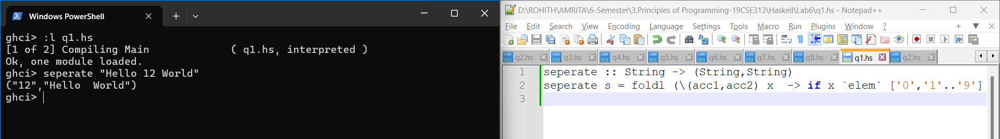 Windows PowerShell
ghci> :l q1.hs
[1 of 2] Compiling Main             ( q1.hs, interpreted )
Ok, one module loaded.
ghci> seperate "Hello 12 World"
("12","Hello  World")
ghci>
D:\ROHITH\AMRITA\6-Semester\3.Principles of Programming-19CSE313\Haskell\Lab6\q1.hs - Notepad++
File Edit Search View Encoding Language Settings Tools Macro Run Plugins Window ?
q2.hs q3.hs q4.hs q5.hs q6.hs q7.hs q8.hs q1.hs q2.hs
1 seperate :: String -> (String,String)
2 seperate s = foldl (\(acc1,acc2) x  -> if x `elem` ['0','1'..'9']
3